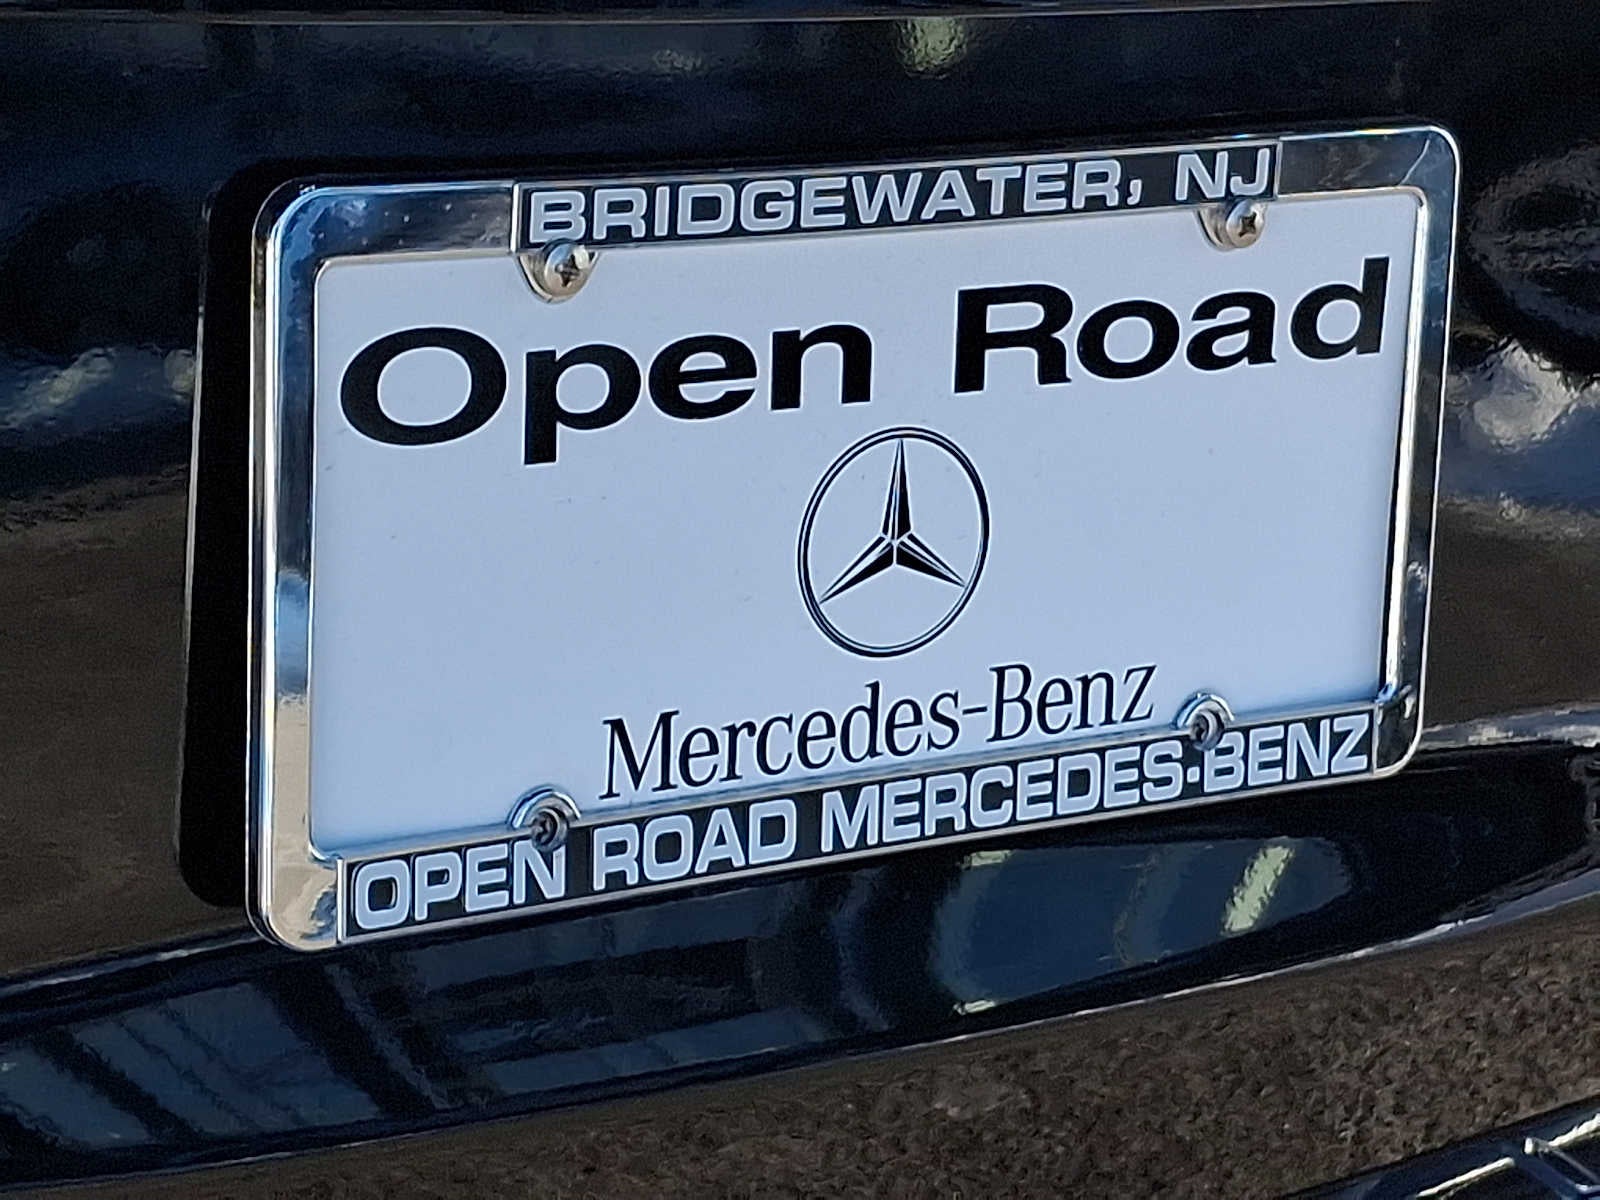 BRIDGEWATER, NJ
Open Road
Mercedes-Benz
OPEN ROAD MERCEDES-BENZ